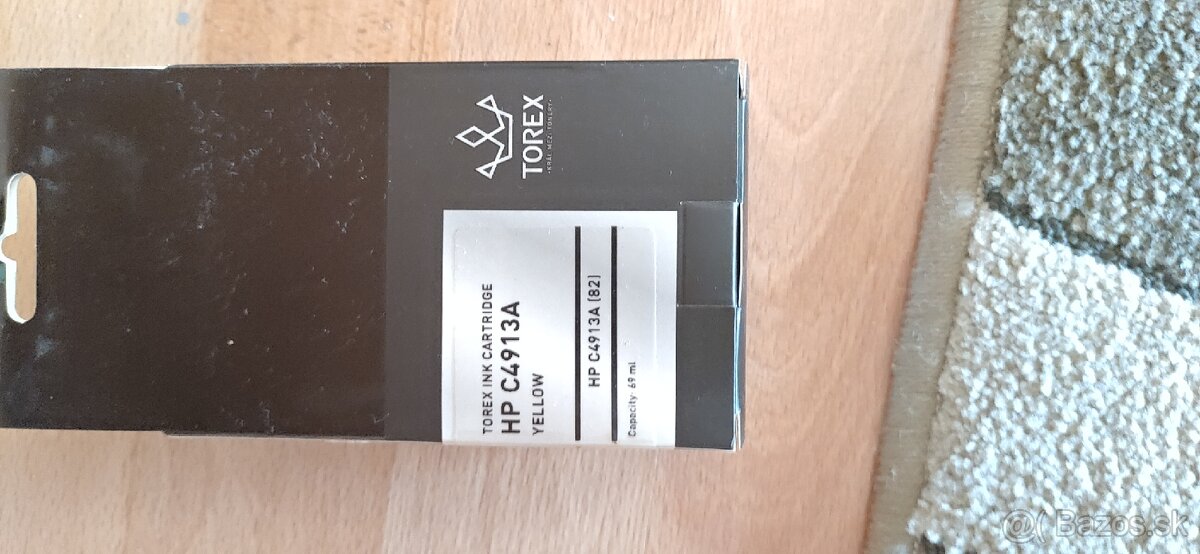 TOREX
•KRÁL MEZI TONERY•
TOREX INK CARTRIDGE
HP C4913A
YELLOW
HP C4913A (82)
Capacity: 69 ml
@( Bazos.sk